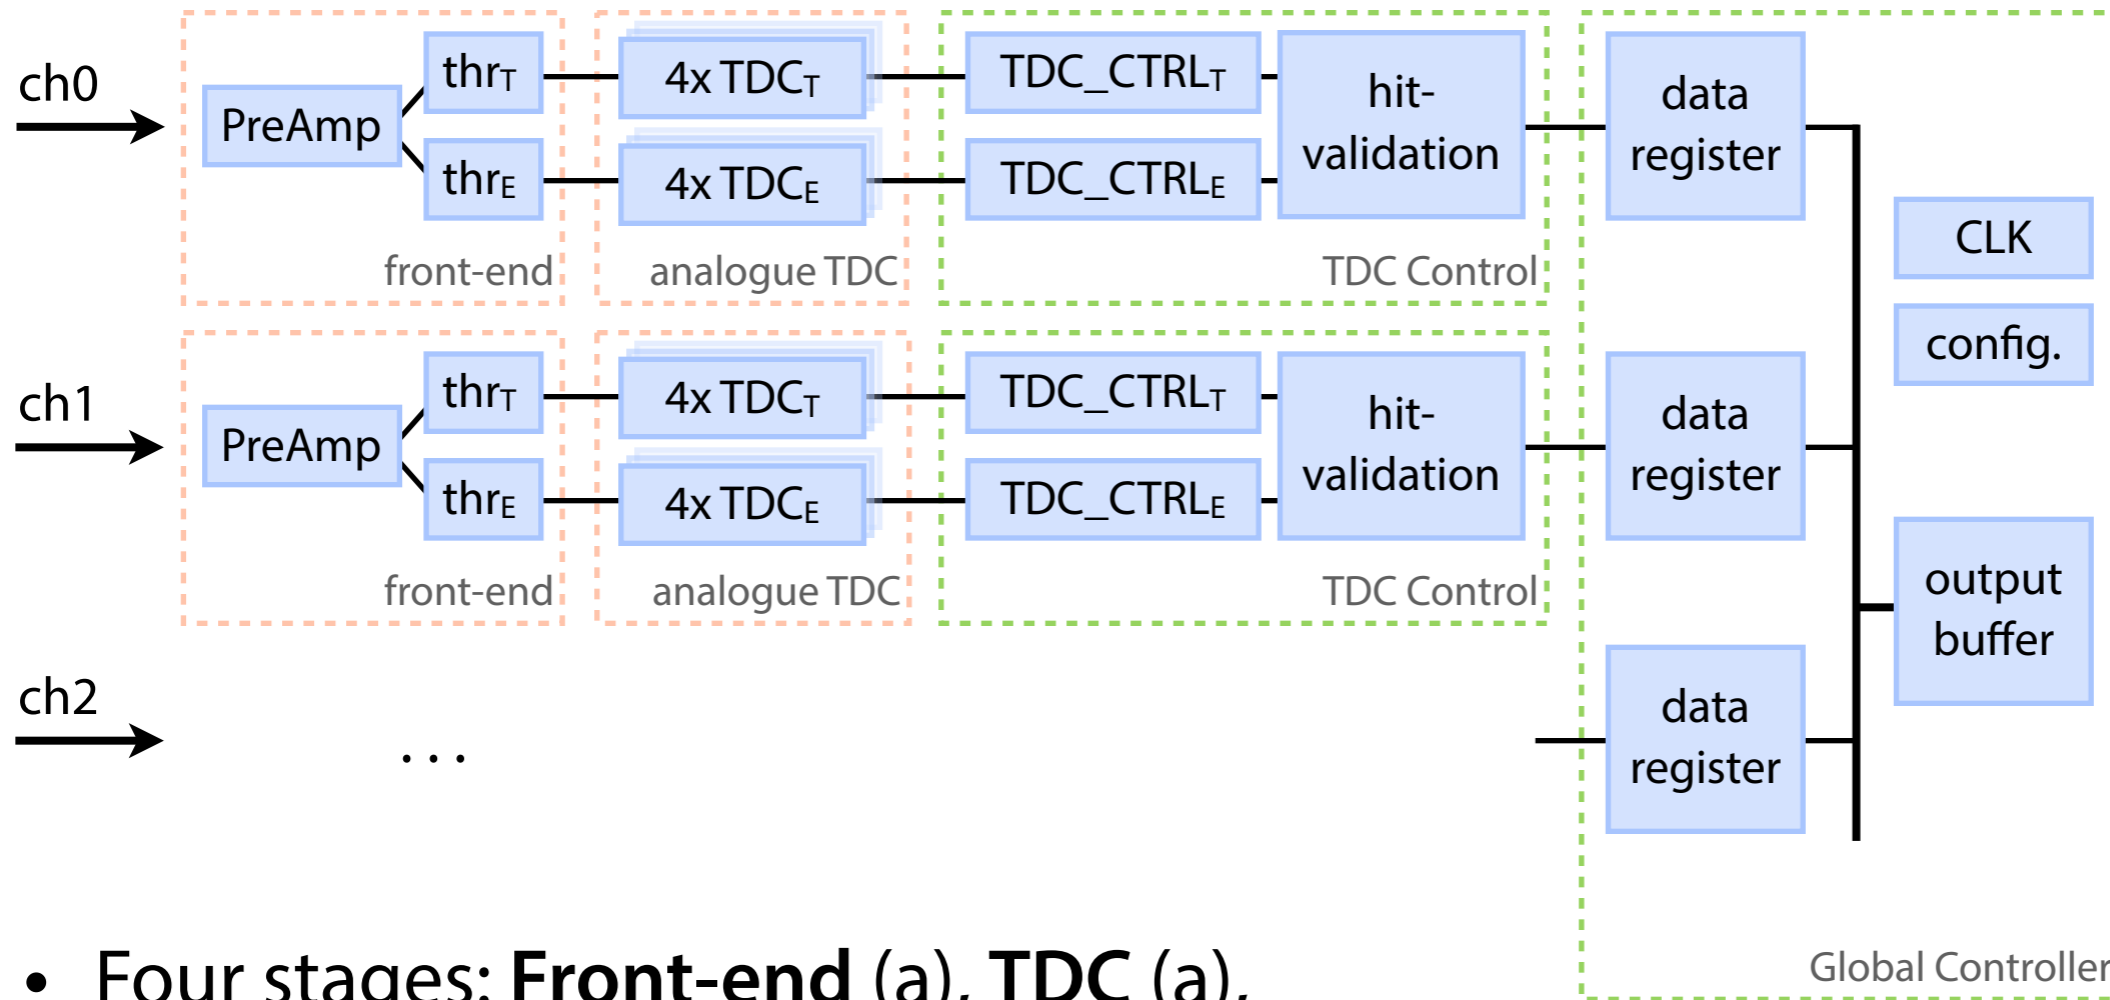 ch0
PreAmp
thrT
thrE
front-end
4x TDCT
4x TDCE
analogue TDC
TDC_CTRLT
TDC_CTRLE
hit-
validation
TDC Control
data
register
ch1
PreAmp
thrT
thrE
front-end
4x TDCT
4x TDCE
analogue TDC
TDC_CTRLT
TDC_CTRLE
hit-
validation
TDC Control
data
register
ch2
...
data
register
CLK
config.
output
buffer
Global Controller
• Four stages: Front-end (a), TDC (a),